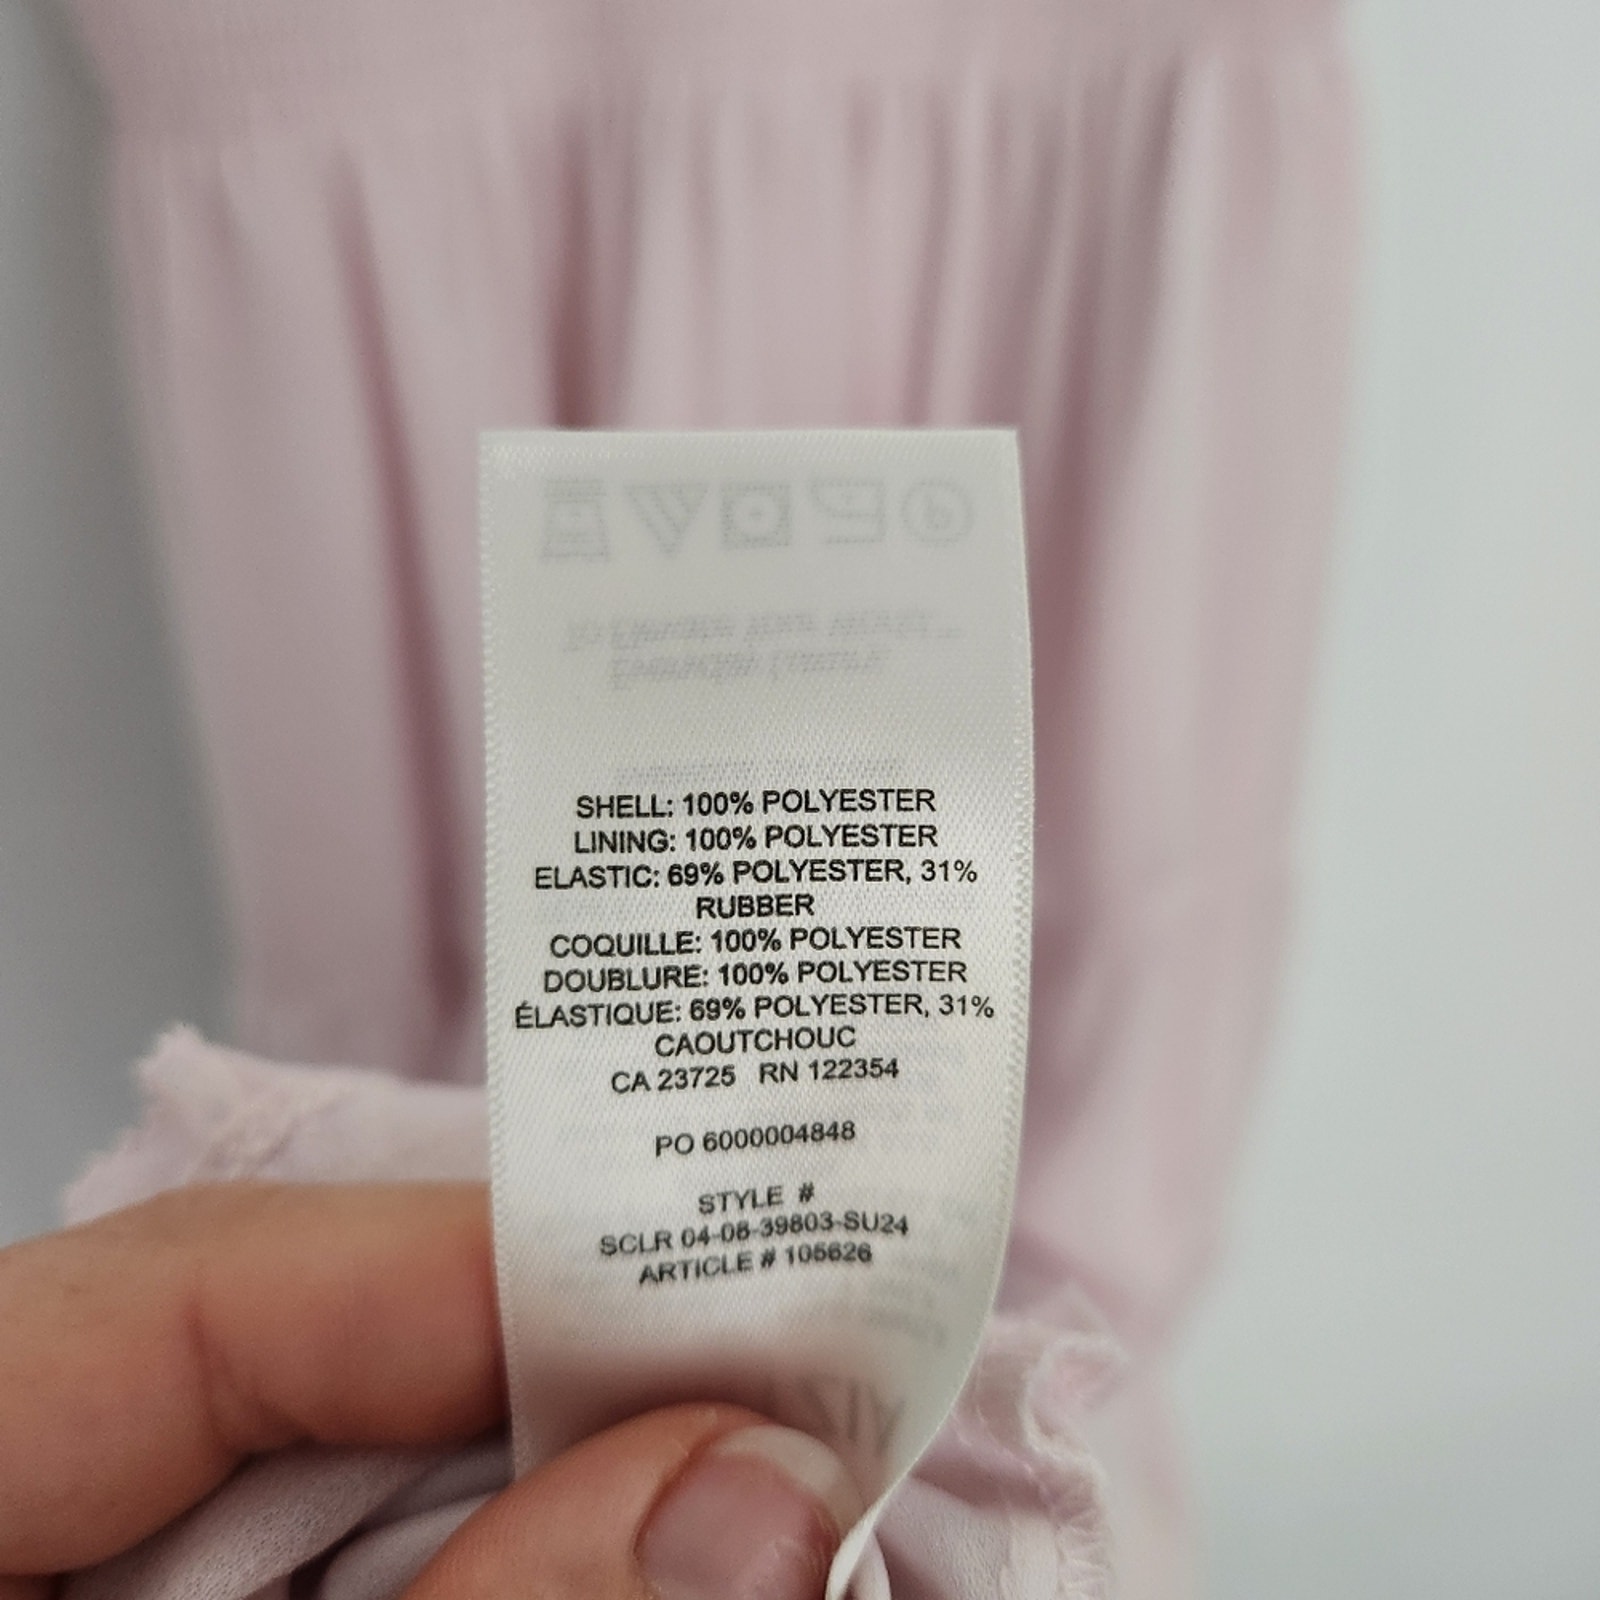 SHELL: 100% POLYESTER
LINING: 100% POLYESTER
ELASTIC: 69% POLYESTER, 31%
RUBBER
COQUILLE: 100% POLYESTER
DOUBLURE: 100% POLYESTER
ÉLASTIQUE: 69% POLYESTER, 31%
CAOUTCHOUC
CA 23725 RN 122354
PO 6000004848
STYLE #
SCLR 04-08-39803-SU24
ARTICLE # 105626